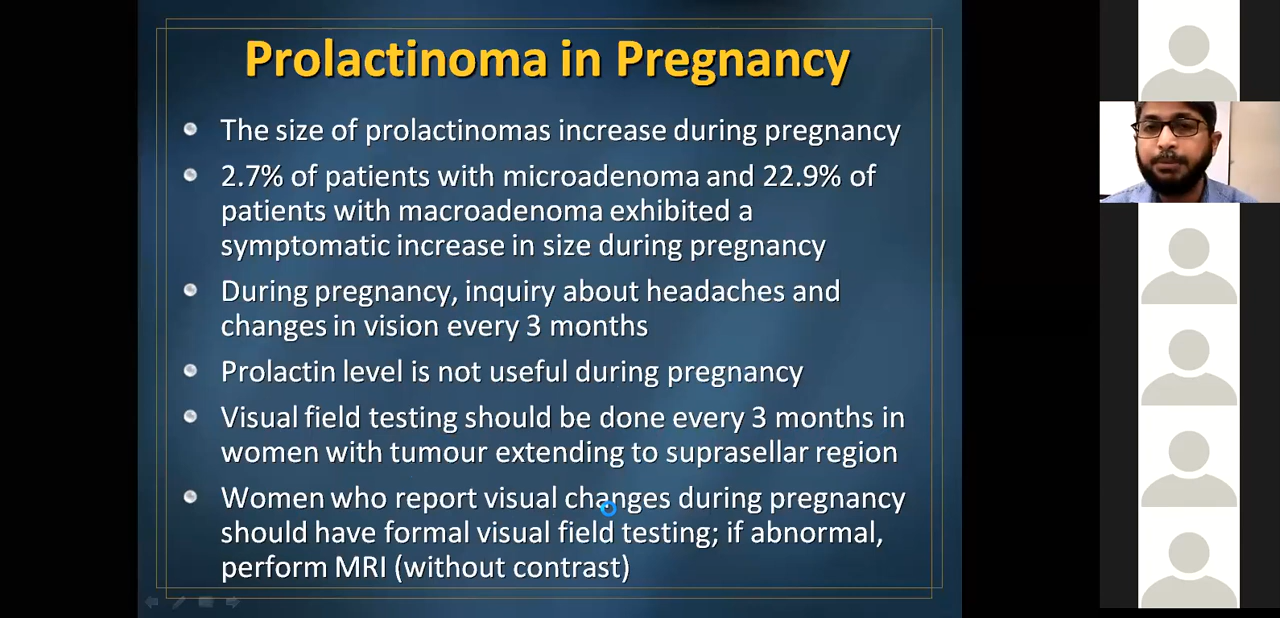 Prolactinoma in Pregnancy
The size of prolactinomas increase during pregnancy
2.7% of patients with microadenoma and 22.9% of
patients with macroadenoma exhibited a
symptomatic increase in size during pregnancy
During pregnancy, inquiry about headaches and
changes in vision every 3 months
Prolactin level is not useful during pregnancy
Visual field testing should be done every 3 months in
women with tumour extending to suprasellar region
Women who report visual changes during pregnancy
should have formal visual field testing; if abnormal,
perform MRI (without contrast)